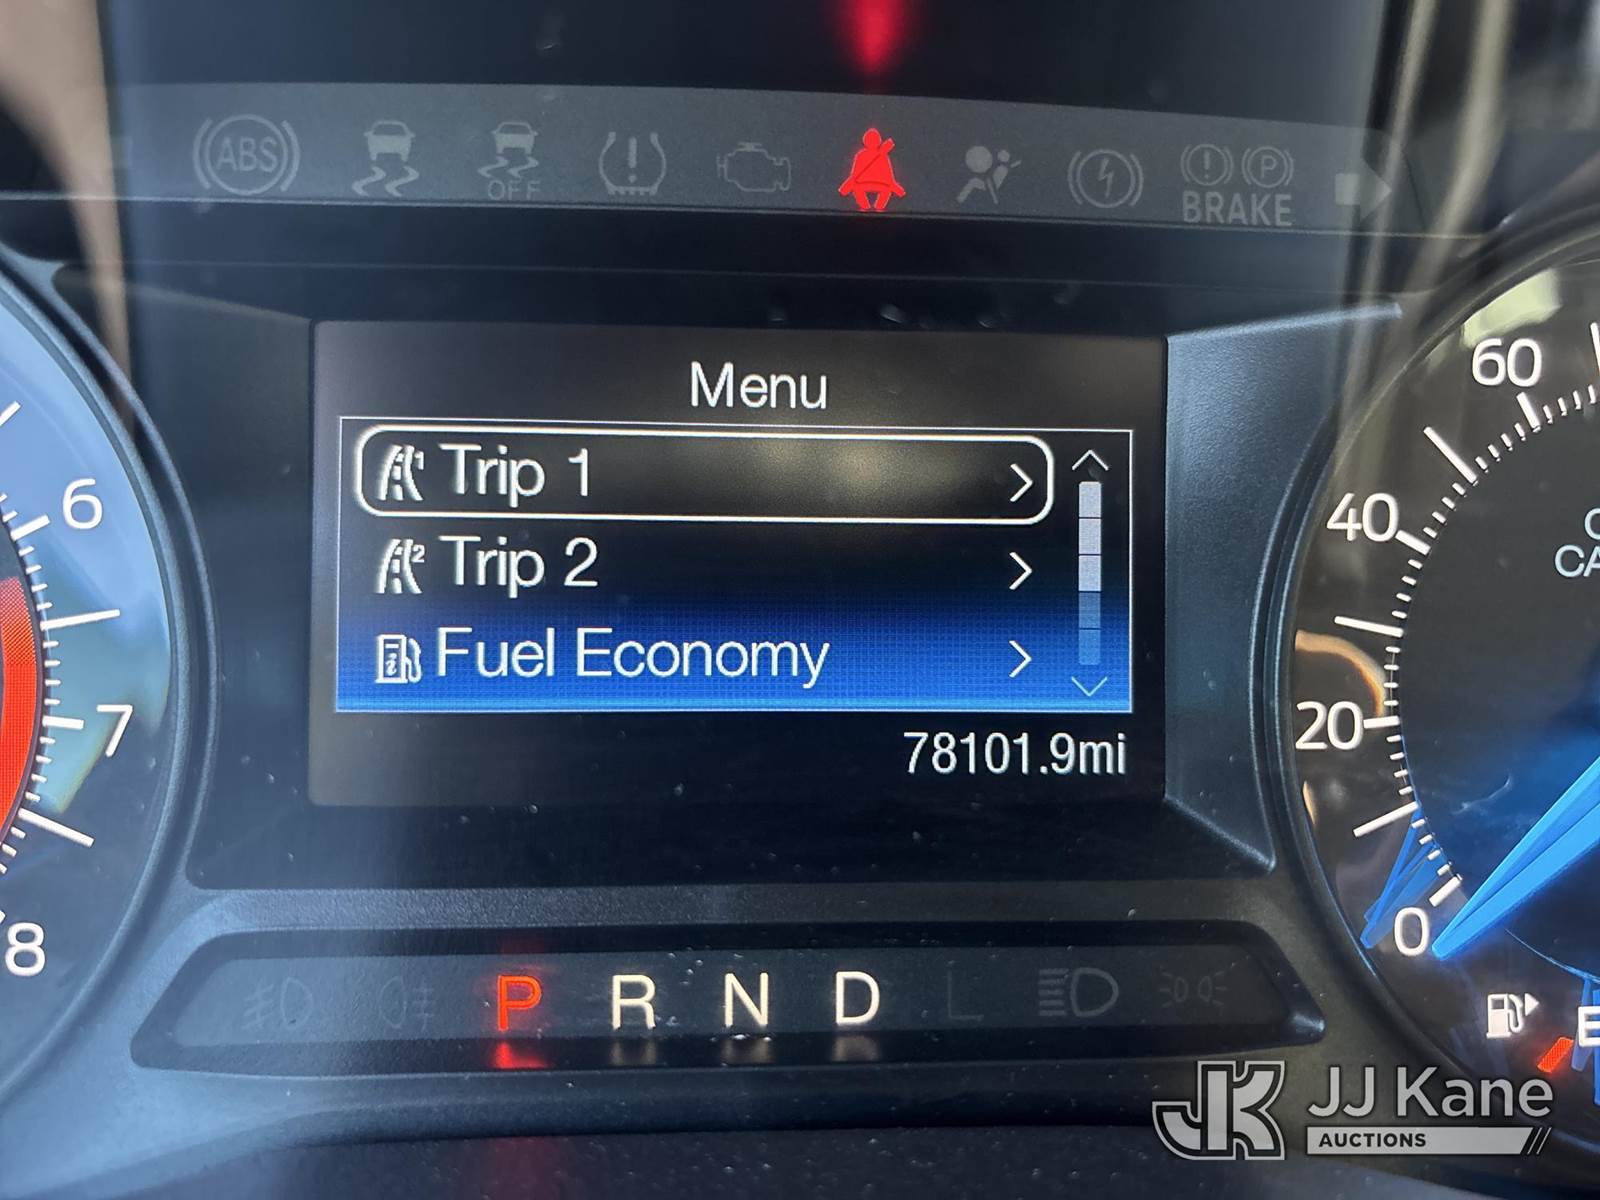 ABS
OFF
BRAKE
Menu
Trip 1
Trip 2
Fuel Economy
78101.9mi
6
7
8
60
40
20
0
P R N D L
E
JJ Kane
AUCTIONS